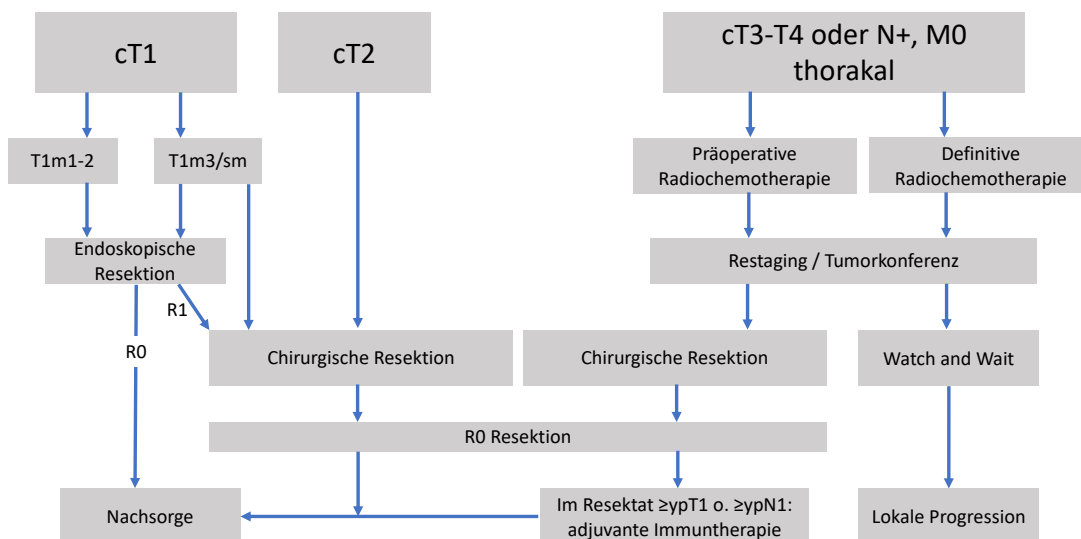 cT1
cT2
cT3-T4 oder N+, M0
thorakal
T1m1-2
T1m3/sm
Präoperative
Radiochemotherapie
Definitive
Radiochemotherapie
Endoskopische
Resektion
Restaging / Tumorkonferenz
R1
R0
Chirurgische Resektion
Chirurgische Resektion
Watch and Wait
R0 Resektion
Nachsorge
Im Resektat ≥ypT1 o. ≥ypN1:
adjuvante Immuntherapie
Lokale Progression